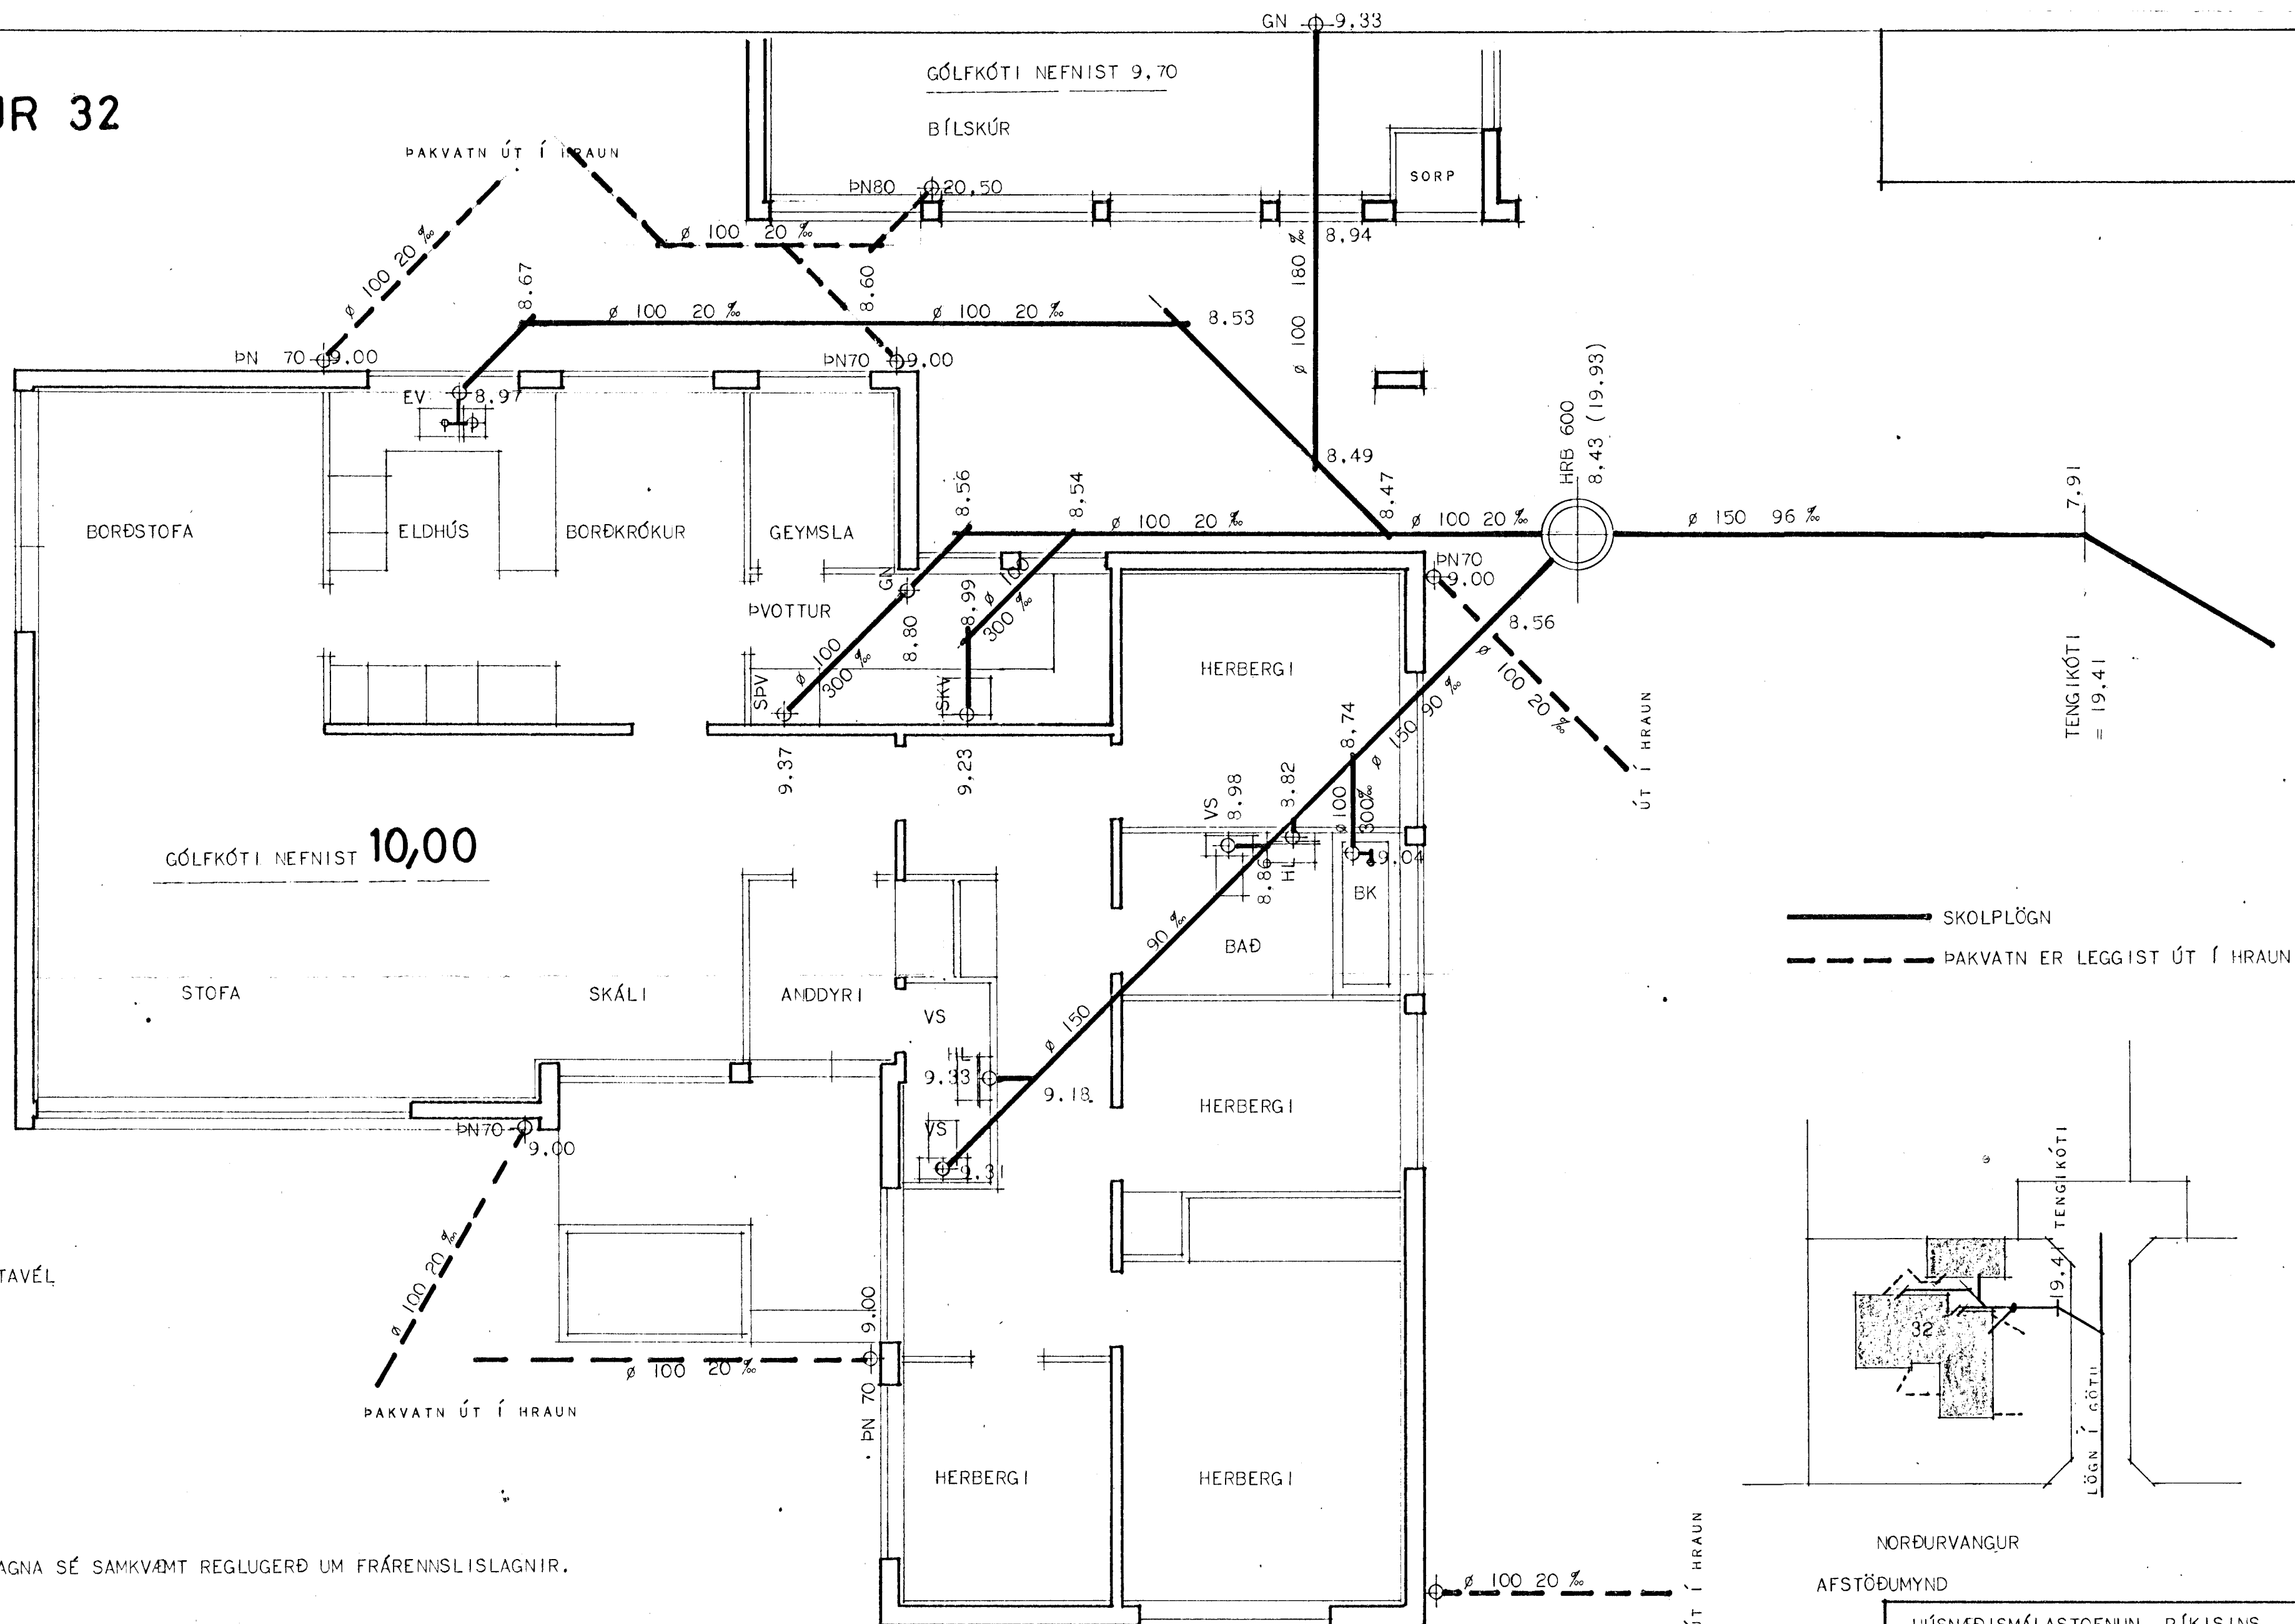 GN 9.33
UR 32
GÓLFKÓTI NEFNIST 9,70
BÍLSKÚR
ÞAKVATN ÚT Í HRAUN
ÞN80 20,50
SORP
ø 100 20 ‰
ø 100 20 ‰
8.94
ø 100 180 ‰
8.67
8.60
ø 100 20 ‰
ø 100 20 ‰
8.53
ÞN 70 9.00
ÞN70 9.00
EV 8.97
8.49
HRB 600
8,43 (19.93)
8.56
8.54
8.47
7.91
BORÐSTOFA
ELDHÚS
BORÐKRÓKUR
GEYMSLA
ø 100 20 ‰
ø 100 20 ‰
ø 150 96 ‰
GN
8.80
ÞVOTTUR
8.99
ø 100
300 ‰
ø 100
300 ‰
ÞN70
9.00
8.56
ø 100 20 ‰
ÚT Í HRAUN
TENGIKÓTI
= 19.41
HERBERGI
SÞV
SKV
9.37
9.23
ø 150 90 ‰
8.74
8.82
VS
8.98
ø100
300‰
9.04
8.86
HL
BK
GÓLFKÓTI NEFNIST 10,00
BAÐ
90 ‰
ø 150
SKOLPLÖGN
ÞAKVATN ER LEGGIST ÚT Í HRAUN
STOFA
SKÁLI
ANDDYRI
VS
HL
9.33
9.18
HERBERGI
VS
9.31
ÞN70
9.00
ø 100 20 ‰
TAVÉL
9.00
ÞN 70
ø 100 20 ‰
ÞAKVATN ÚT Í HRAUN
HERBERGI
HERBERGI
19.41 TENGIKÓTI
32
LÖGN Í GÖTU
NORÐURVANGUR
AFSTÖÐUMYND
AGNA SÉ SAMKVÆMT REGLUGERÐ UM FRÁRENNSLISLAGNIR.
ø 100 20 ‰
ÚT Í HRAUN
HÚSNÆÐISMÁLASTOFNUN RÍKISINS